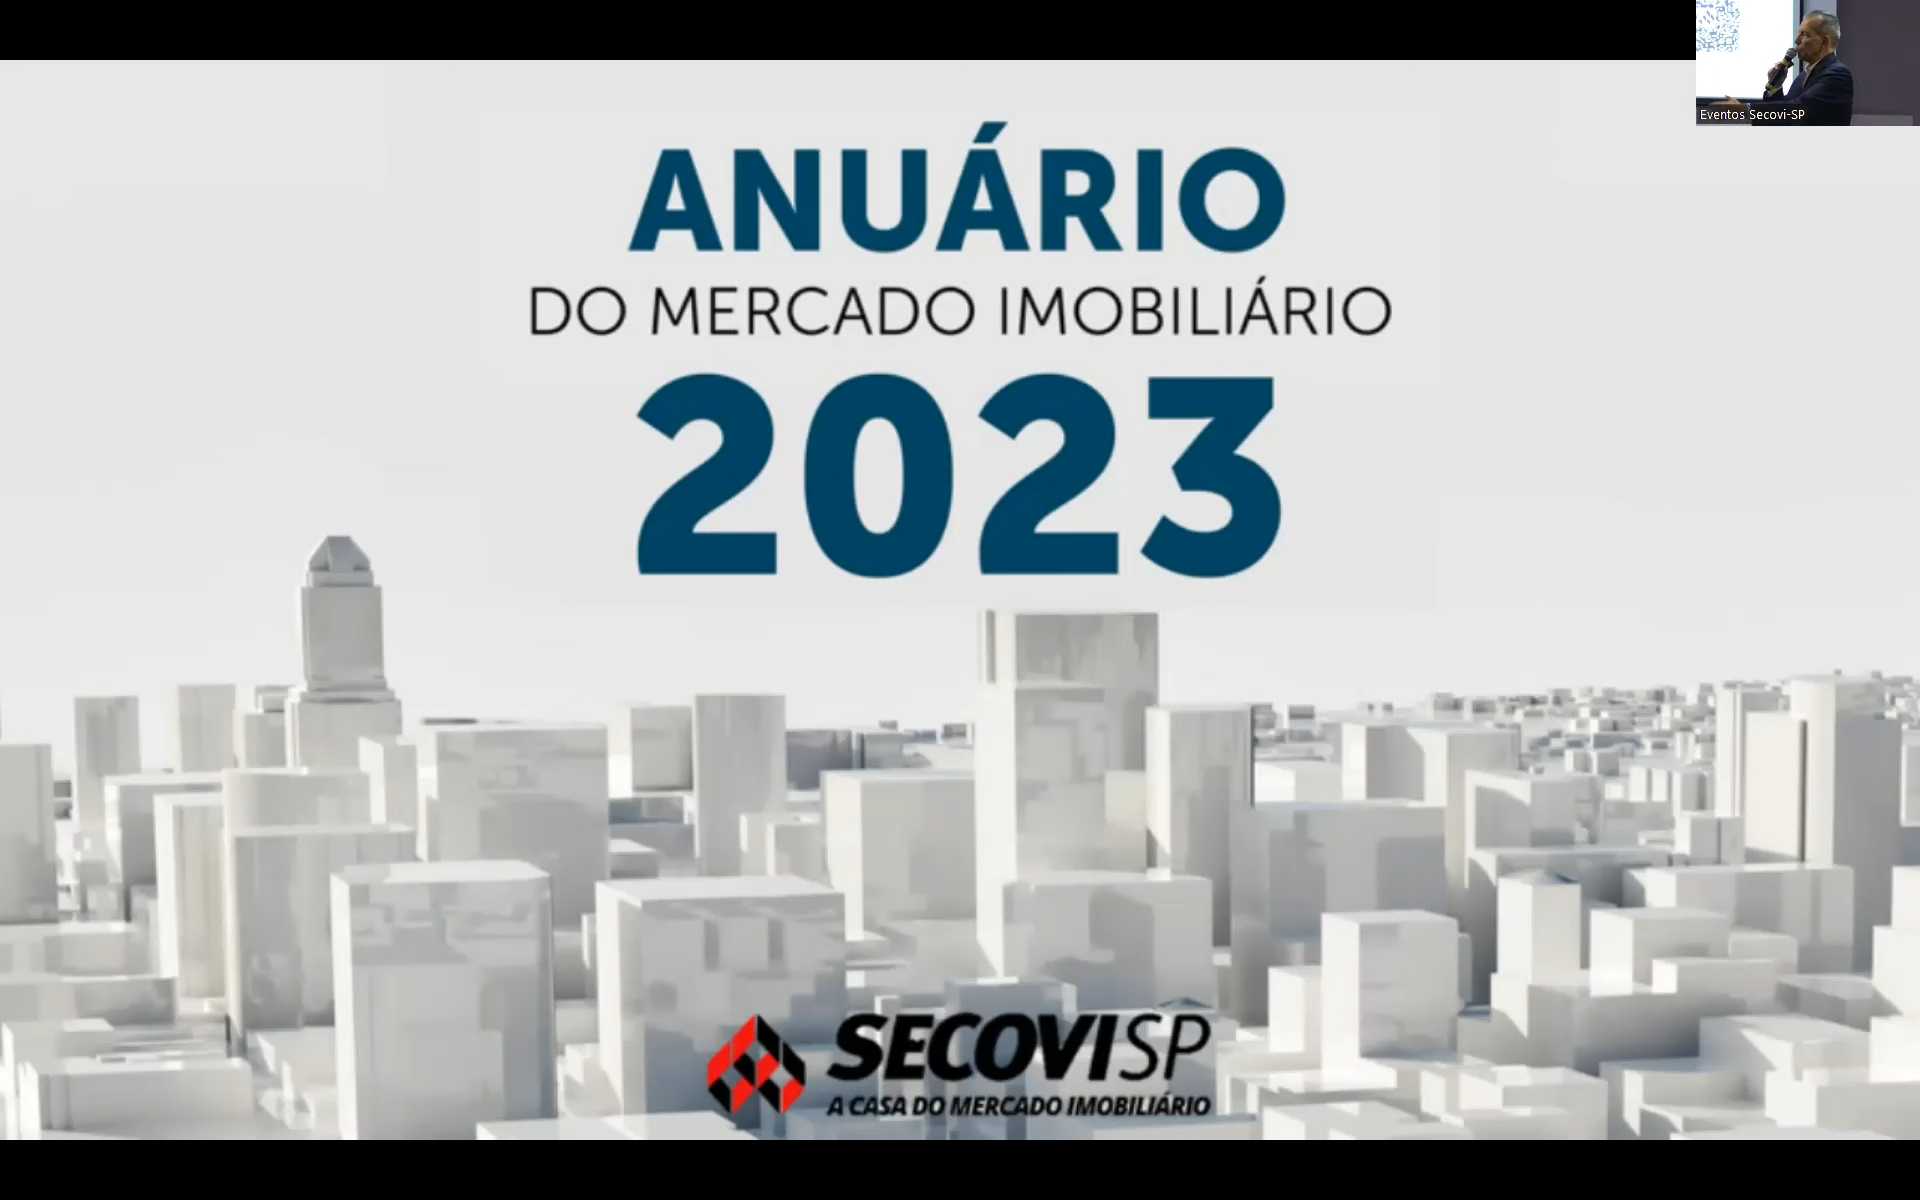 Eventos Secovi-SP
ANUÁRIO
DO MERCADO IMOBILIÁRIO
2023
SECOVISP
A CASA DO MERCADO IMOBILIÁRIO